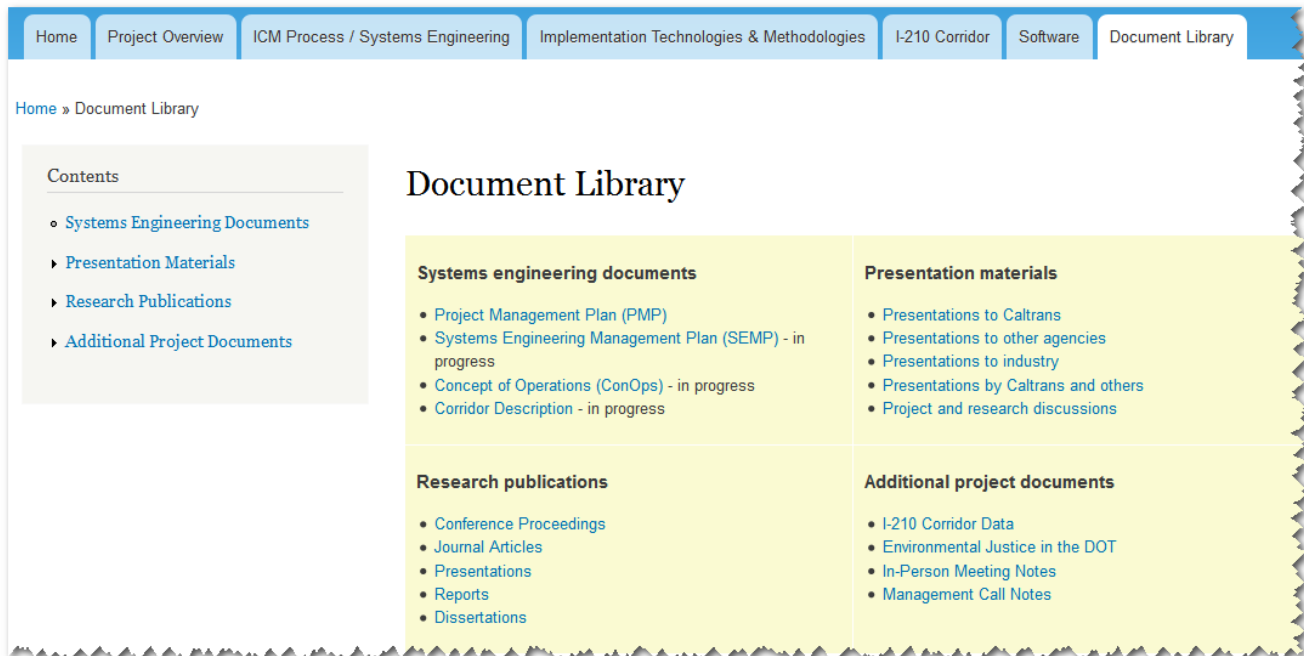 Home
Project Overview
ICM Process / Systems Engineering
Implementation Technologies & Methodologies
I-210 Corridor
Software
Document Library
Home » Document Library
Contents
Systems Engineering Documents
Presentation Materials
Research Publications
Additional Project Documents
Document Library
Systems engineering documents
Project Management Plan (PMP)
Systems Engineering Management Plan (SEMP) - in
progress
Concept of Operations (ConOps) - in progress
Corridor Description - in progress
Presentation materials
Presentations to Caltrans
Presentations to other agencies
Presentations to industry
Presentations by Caltrans and others
Project and research discussions
Research publications
Conference Proceedings
Journal Articles
Presentations
Reports
Dissertations
Additional project documents
I-210 Corridor Data
Environmental Justice in the DOT
In-Person Meeting Notes
Management Call Notes